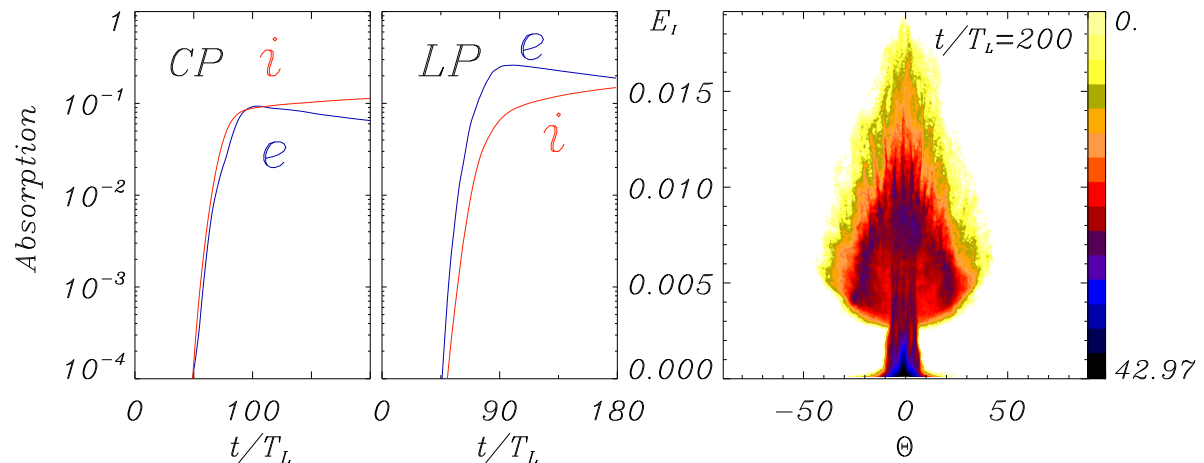 Absorption
1
10⁻¹
10⁻²
10⁻³
10⁻⁴
CP
i
e
0
100
t/T_L
LP
e
i
0
90
180
t/T_L
E_I
0.015
0.010
0.005
0.000
t/T_L=200
−50
0
50
Θ
0.
42.97